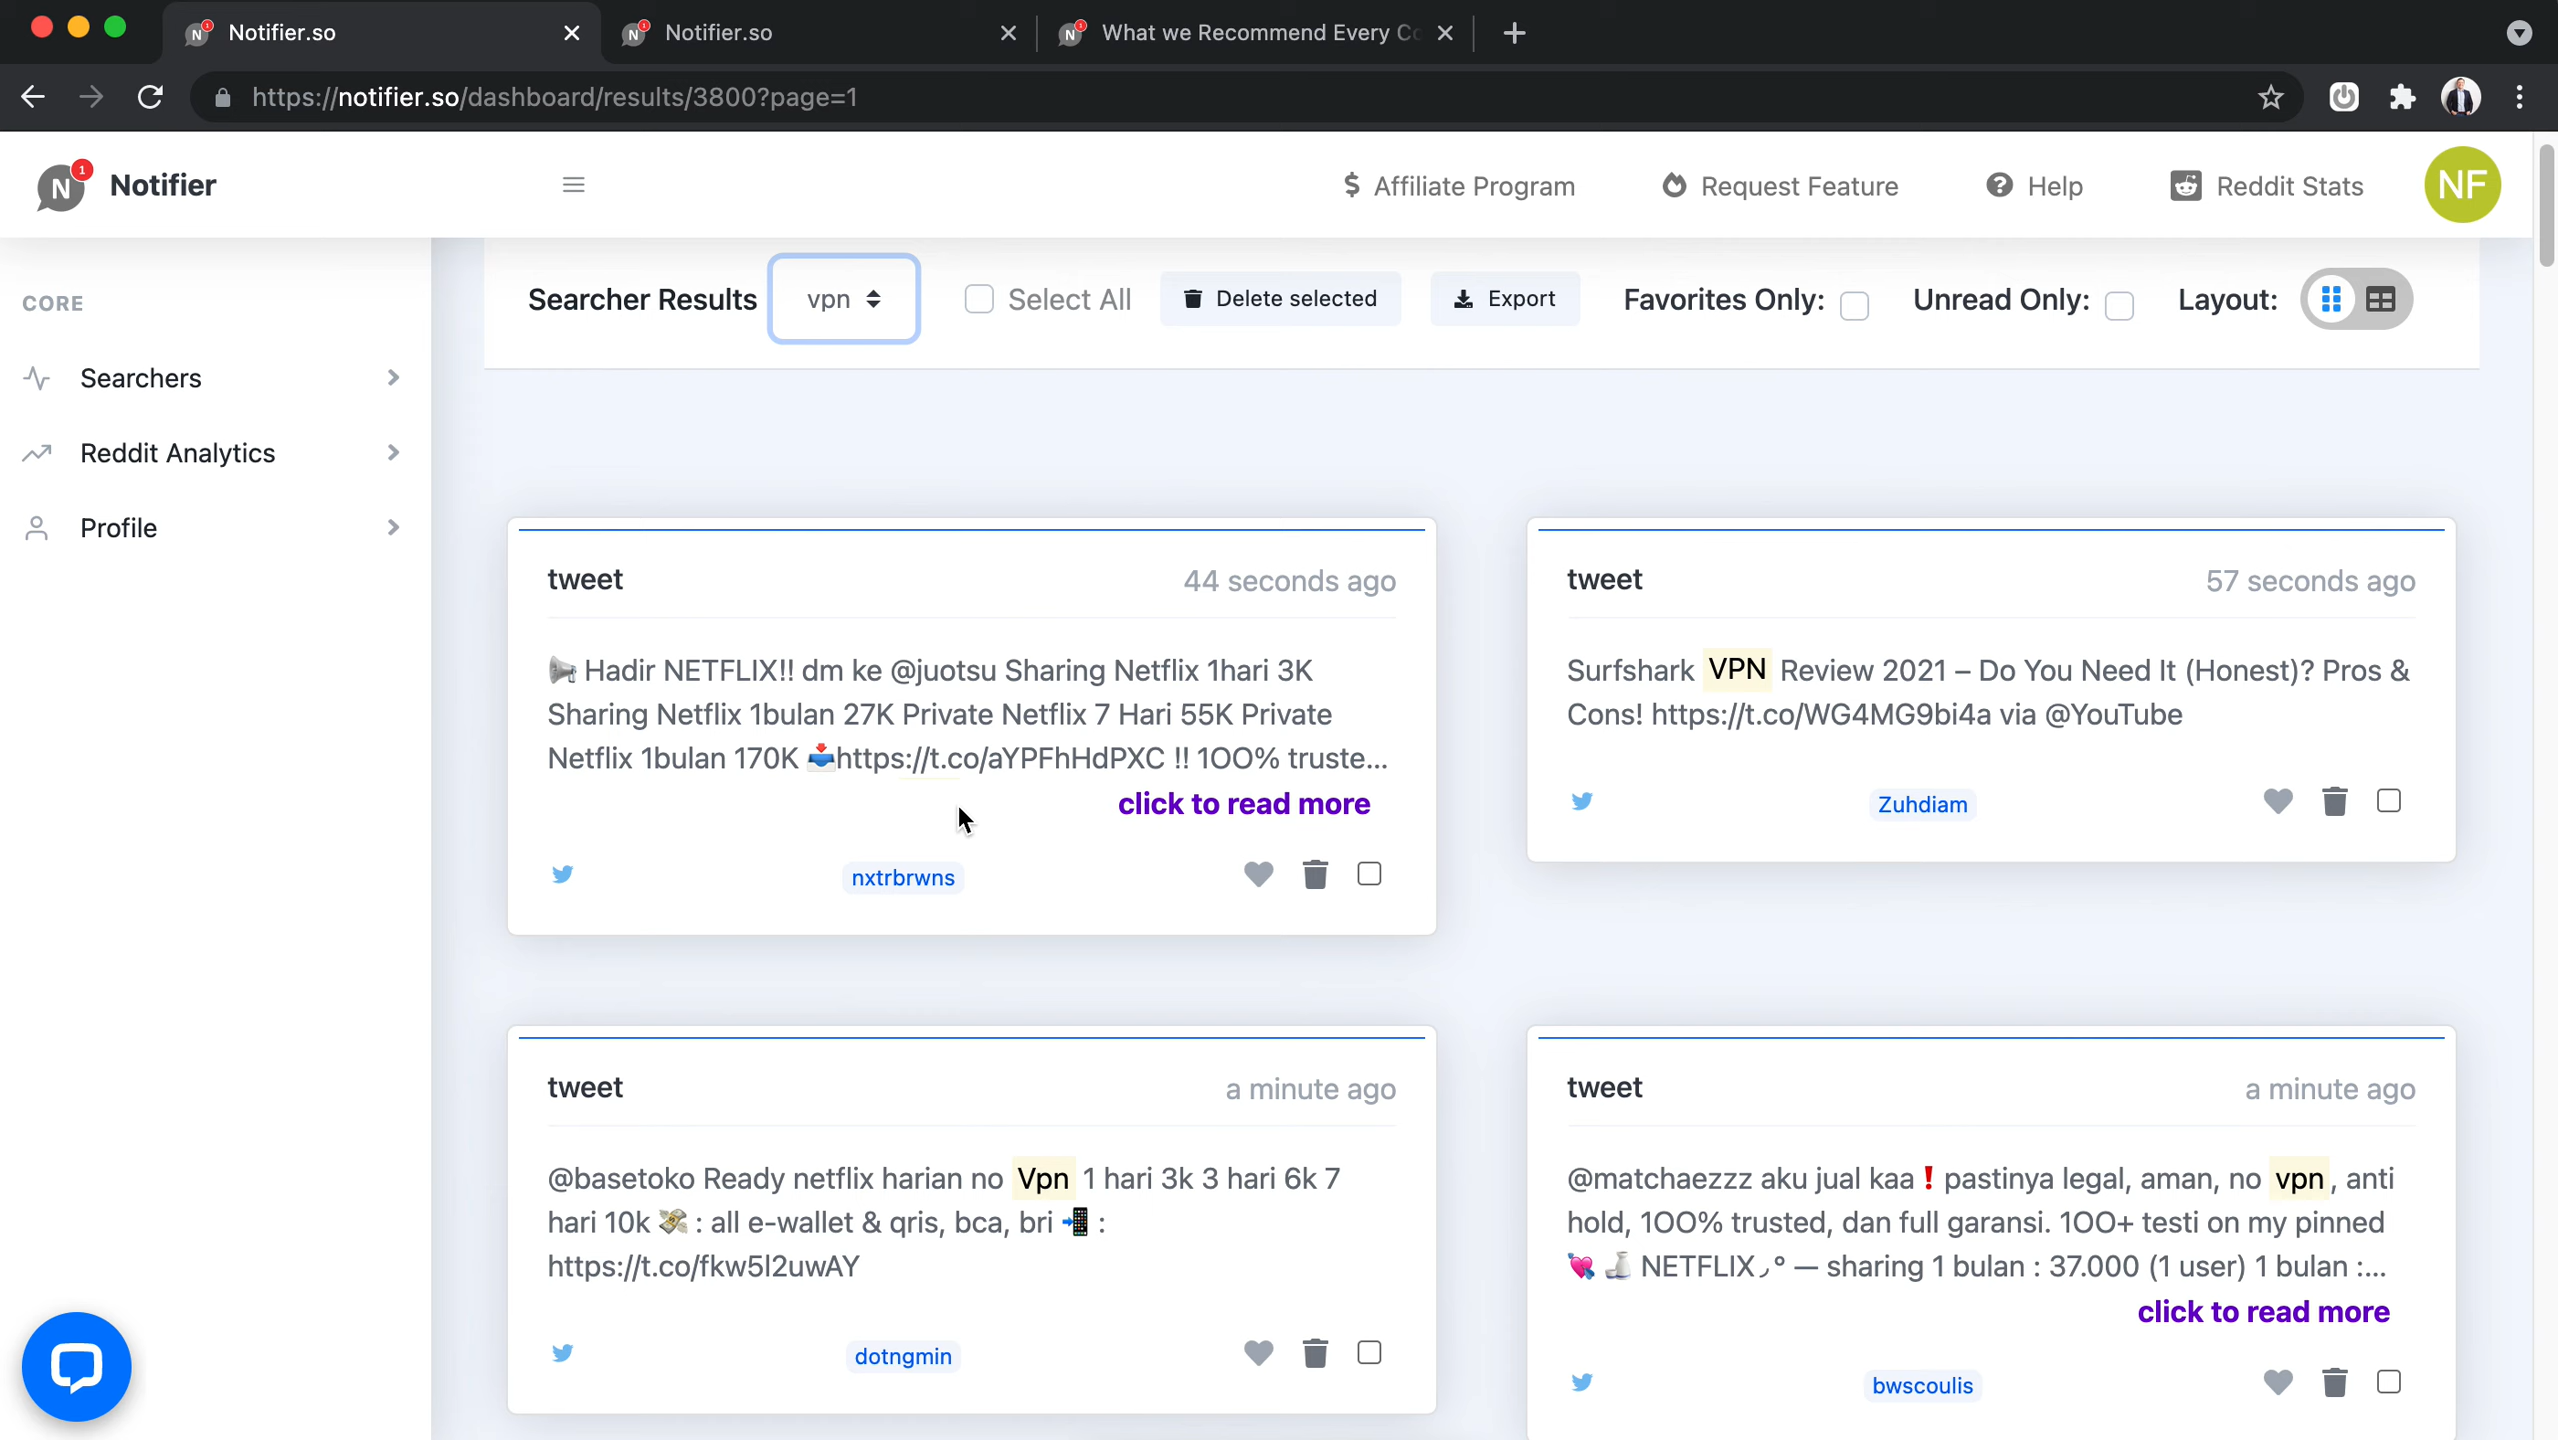 Notifier.so
Notifier.so
What we Recommend Every Co
https://notifier.so/dashboard/results/3800?page=1
N 1 Notifier
$ Affiliate Program
Request Feature
Help
Reddit Stats
NF
CORE
Searchers
Reddit Analytics
Profile
Searcher Results
vpn
Select All
Delete selected
Export
Favorites Only:
Unread Only:
Layout:
tweet
44 seconds ago
📢 Hadir NETFLIX!! dm ke @juotsu Sharing Netflix 1hari 3K
Sharing Netflix 1bulan 27K Private Netflix 7 Hari 55K Private
Netflix 1bulan 170K 📥https://t.co/aYPFhHdPXC !! 1OO% truste...
click to read more
nxtrbrwns
tweet
57 seconds ago
Surfshark VPN Review 2021 – Do You Need It (Honest)? Pros &
Cons! https://t.co/WG4MG9bi4a via @YouTube
Zuhdiam
tweet
a minute ago
@basetoko Ready netflix harian no Vpn 1 hari 3k 3 hari 6k 7
hari 10k 💸 : all e-wallet & qris, bca, bri 📲 :
https://t.co/fkw5l2uwAY
dotngmin
tweet
a minute ago
@matchaezzz aku jual kaa❗ pastinya legal, aman, no vpn, anti
hold, 1OO% trusted, dan full garansi. 1OO+ testi on my pinned
💘 🍶 NETFLIX◞° — sharing 1 bulan : 37.000 (1 user) 1 bulan :...
click to read more
bwscoulis